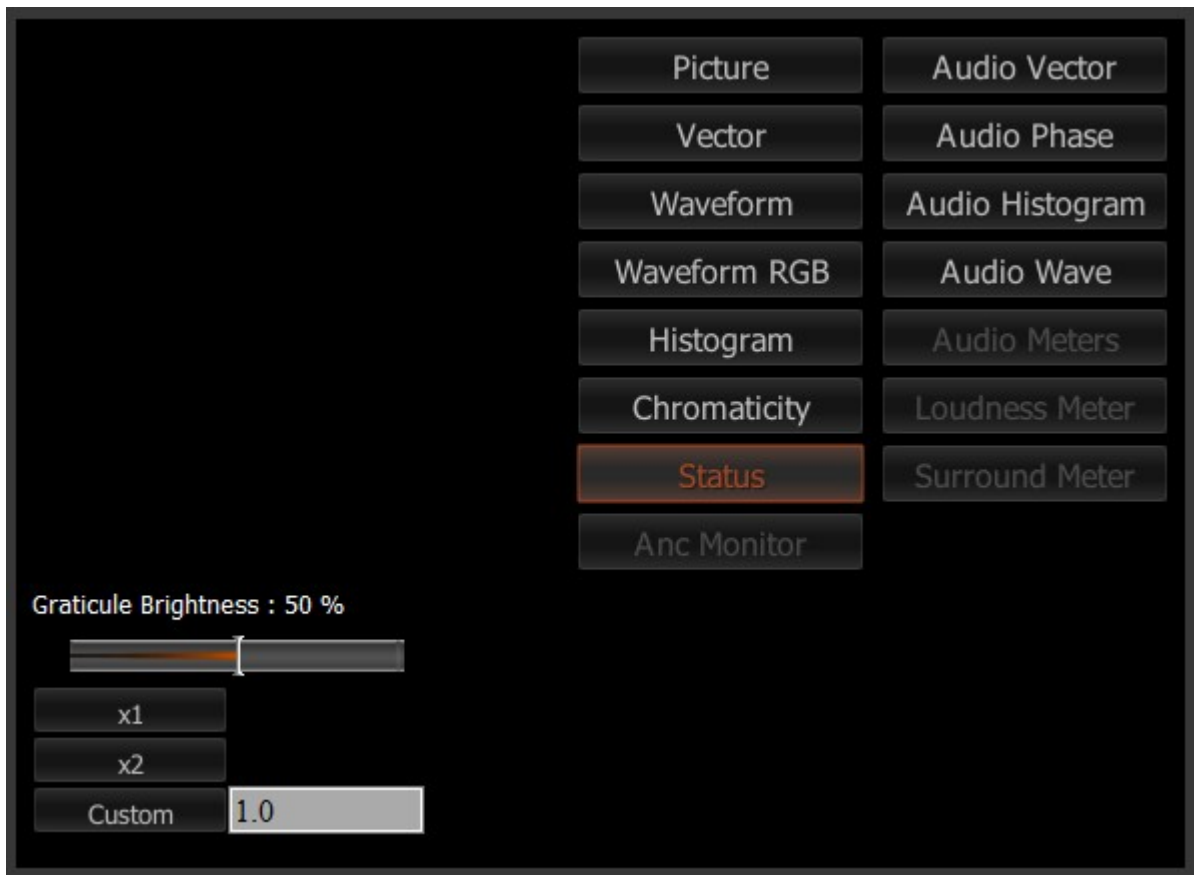 Picture
Audio Vector
Vector
Audio Phase
Waveform
Audio Histogram
Waveform RGB
Audio Wave
Histogram
Audio Meters
Chromaticity
Loudness Meter
Status
Surround Meter
Anc Monitor
Graticule Brightness : 50 %
x1
x2
Custom
1.0